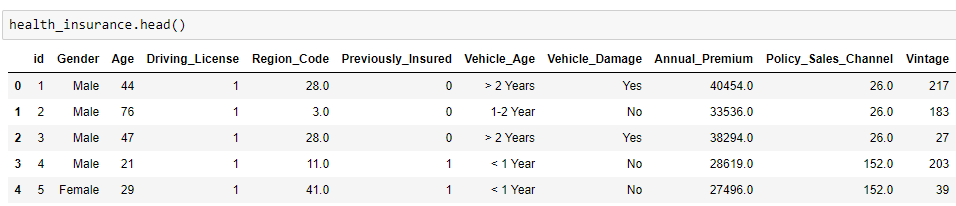 health_insurance.head()
id Gender Age Driving_License Region_Code Previously_Insured Vehicle_Age Vehicle_Damage Annual_Premium Policy_Sales_Channel Vintage
0 1 Male 44 1 28.0 0 > 2 Years Yes 40454.0 26.0 217
1 2 Male 76 1 3.0 0 1-2 Year No 33536.0 26.0 183
2 3 Male 47 1 28.0 0 > 2 Years Yes 38294.0 26.0 27
3 4 Male 21 1 11.0 1 < 1 Year No 28619.0 152.0 203
4 5 Female 29 1 41.0 1 < 1 Year No 27496.0 152.0 39